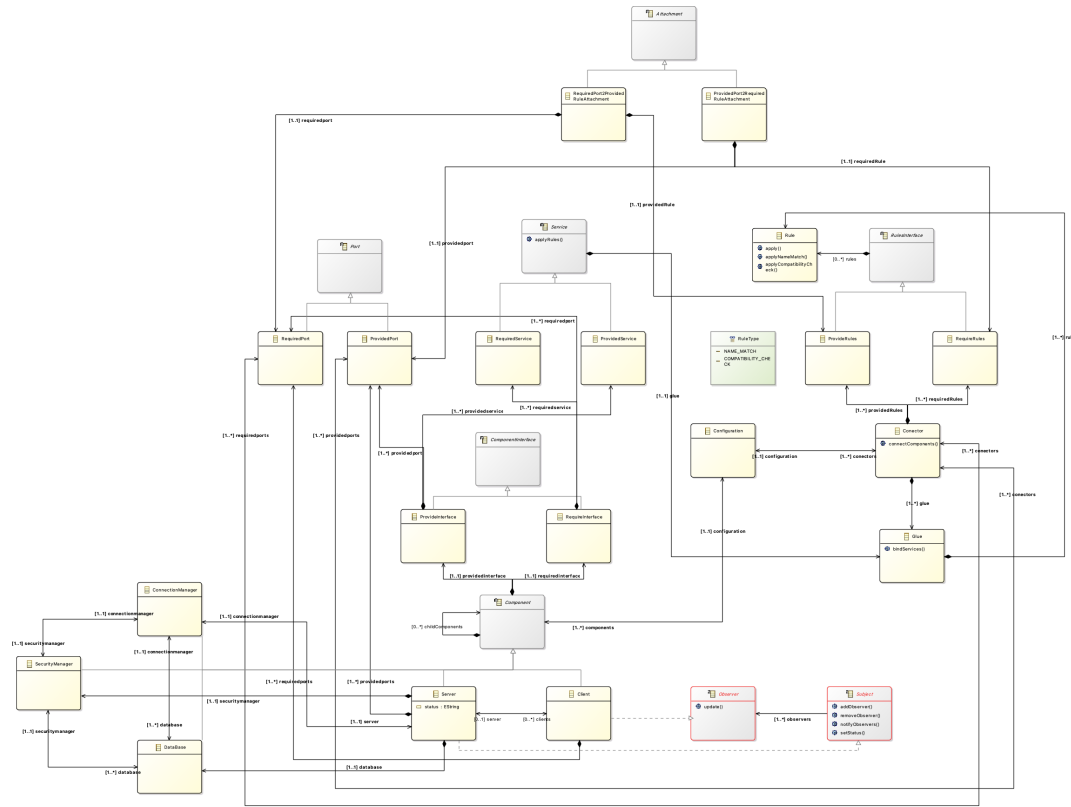 Attachment
RequiredPort2Provided
RuleAttachment
ProvidedPort2Required
RuleAttachment
[1..1] requiredport
[1..1] requiredRule
[1..1] providedRule
Service
applyRules()
Rule
apply()
applyNameMatch()
applyCompatibilityCh
eck()
RulesInterface
[0..*] rules
Port
[1..1] providedport
[1..*] requiredport
RequiredPort
ProvidedPort
RequiredService
ProvidedService
RuleType
NAME_MATCH
COMPATIBILITY_CHE
CK
ProvideRules
RequireRules
[1..*] ru
[1..1] glue
[1..*] providedservice
[1..*] requiredservice
[1..*] providedRules
[1..*] requiredRules
[1..*] requiredports
[1..*] providedports
ComponentInterface
Configuration
Conector
connectComponents()
[1..*] providedport
[1..1] configuration
[1..*] conectors
[1..*] conectors
[1..*] conectors
[1..*] glue
ProvideInterface
RequireInterface
[1..1] configuration
Glue
bindServices()
[1..1] providedinterface
[1..1] requiredinterface
ConnectionManager
Component
[0..*] childComponents
[1..*] components
[1..1] connectionmanager
[1..1] connectionmanager
[1..1] securitymanager
[1..1] connectionmanager
SecurityManager
[1..*] requiredports
[1..*] providedports
[1..1] securitymanager
Server
status : EString
Client
Observer
update()
Subject
addObserver()
removeObserver()
notifyObservers()
setStatus()
[0..1] server
[0..*] clients
[1..*] observers
[1..*] database
[1..1] server
[1..1] securitymanager
DataBase
[1..*] database
[1..1] database